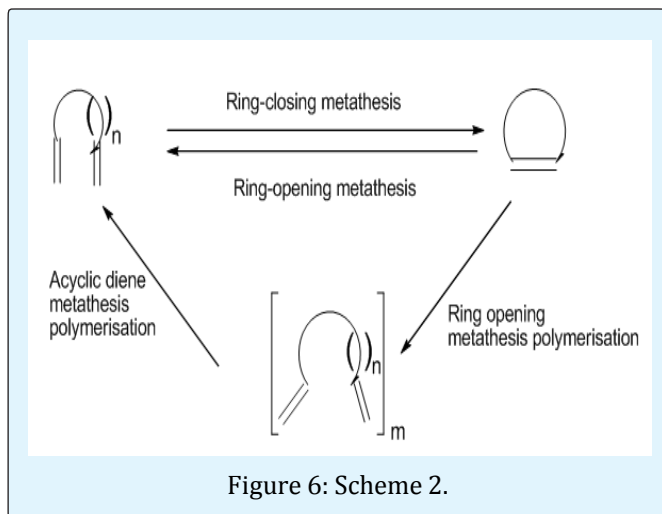 Ring-closing metathesis
n
Ring-opening metathesis
Acyclic diene
metathesis
polymerisation
Ring opening
metathesis polymerisation
n
m
Figure 6: Scheme 2.